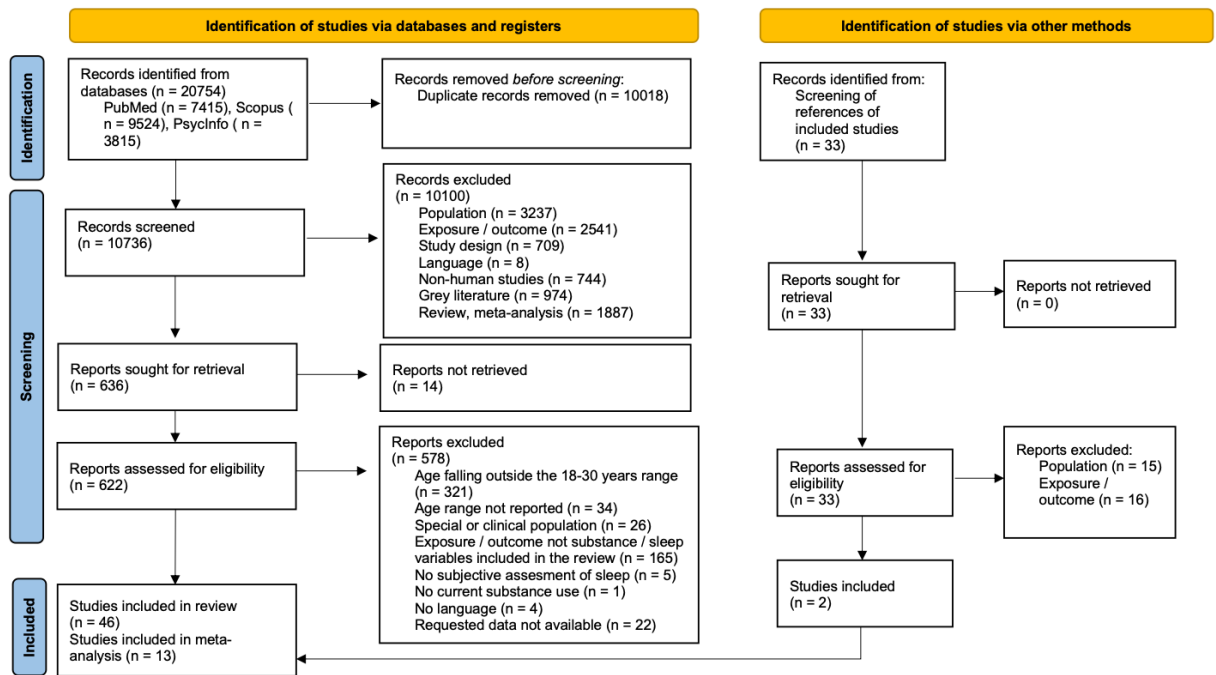 Identification of studies via databases and registers
Identification of studies via other methods
Identification
Records identified from
databases (n = 20754)
PubMed (n = 7415), Scopus (
n = 9524), PsycInfo ( n =
3815)
Records removed before screening:
Duplicate records removed (n = 10018)
Records identified from:
Screening of
references of
included studies
(n = 33)
Screening
Records screened
(n = 10736)
Records excluded
(n = 10100)
Population (n = 3237)
Exposure / outcome (n = 2541)
Study design (n = 709)
Language (n = 8)
Non-human studies (n = 744)
Grey literature (n = 974)
Review, meta-analysis (n = 1887)
Reports sought for
retrieval
(n = 33)
Reports not retrieved
(n = 0)
Reports sought for retrieval
(n = 636)
Reports not retrieved
(n = 14)
Reports assessed for eligibility
(n = 622)
Reports excluded
(n = 578)
Age falling outside the 18-30 years range
(n = 321)
Age range not reported (n = 34)
Special or clinical population (n = 26)
Exposure / outcome not substance / sleep
variables included in the review (n = 165)
No subjective assesment of sleep (n = 5)
No current substance use (n = 1)
No language (n = 4)
Requested data not available (n = 22)
Reports assessed for
eligibility
(n = 33)
Reports excluded:
Population (n = 15)
Exposure /
outcome (n = 16)
Included
Studies included in review
(n = 46)
Studies included in meta-
analysis (n = 13)
Studies included
(n = 2)